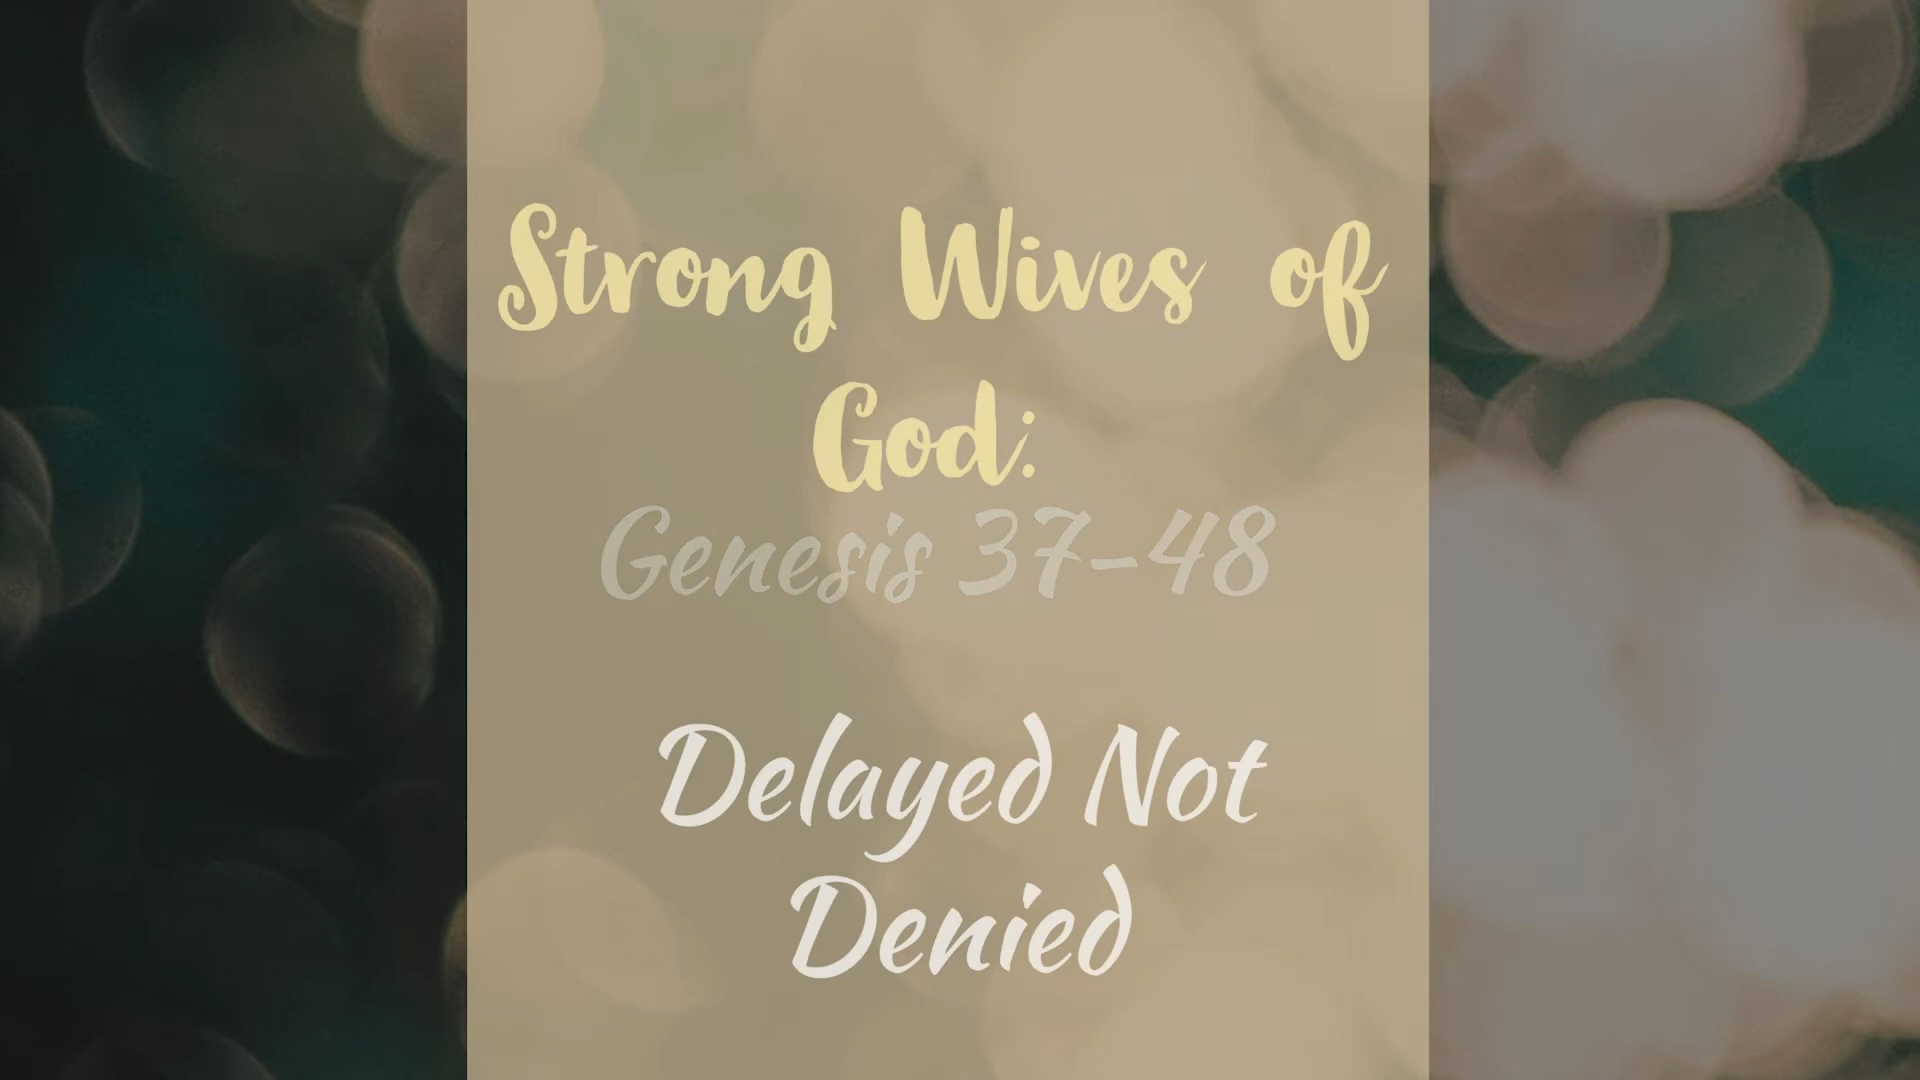 Strong Wives of
God:
Genesis 37-48
Delayed Not
Denied